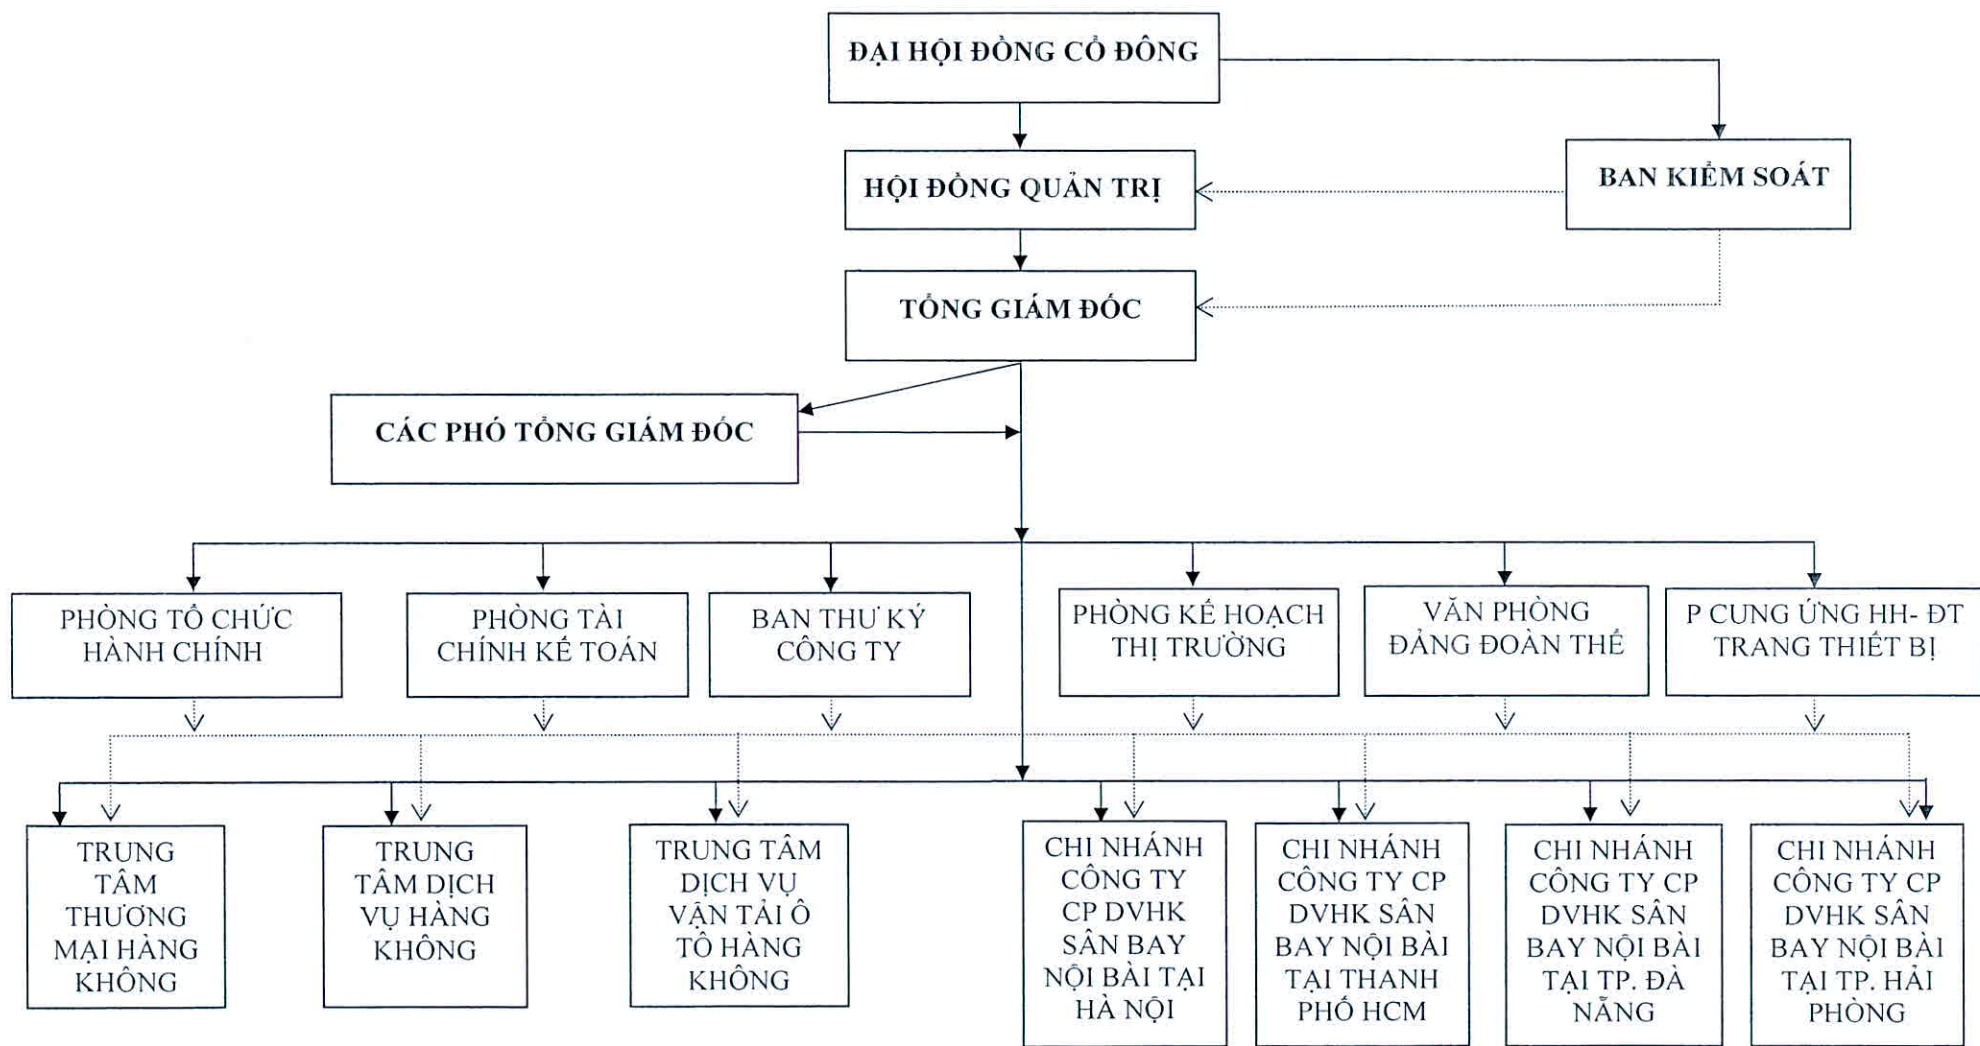 ĐẠI HỘI ĐỒNG CỔ ĐÔNG
HỘI ĐỒNG QUẢN TRỊ
BAN KIỂM SOÁT
TỔNG GIÁM ĐỐC
CÁC PHÓ TỔNG GIÁM ĐỐC
PHÒNG TỔ CHỨC
HÀNH CHÍNH
PHÒNG TÀI
CHÍNH KẾ TOÁN
BAN THƯ KÝ
CÔNG TY
PHÒNG KẾ HOẠCH
THỊ TRƯỜNG
VĂN PHÒNG
ĐẢNG ĐOÀN THỂ
P CUNG ỨNG HH- ĐT
TRANG THIẾT BỊ
TRUNG
TÂM
THƯƠNG
MẠI HÀNG
KHÔNG
TRUNG
TÂM DỊCH
VỤ HÀNG
KHÔNG
TRUNG TÂM
DỊCH VỤ
VẬN TẢI Ô
TÔ HÀNG
KHÔNG
CHI NHÁNH
CÔNG TY
CP DVHK
SÂN BAY
NỘI BÀI TẠI
HÀ NỘI
CHI NHÁNH
CÔNG TY CP
DVHK SÂN
BAY NỘI BÀI
TẠI THANH
PHỐ HCM
CHI NHÁNH
CÔNG TY CP
DVHK SÂN
BAY NỘI BÀI
TẠI TP. ĐÀ
NẴNG
CHI NHÁNH
CÔNG TY CP
DVHK SÂN
BAY NỘI BÀI
TẠI TP. HẢI
PHÒNG